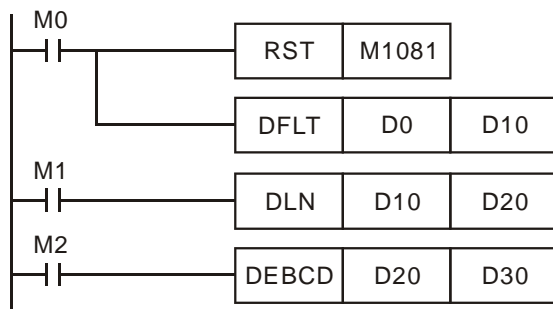 M0
RST M1081
DFLT D0 D10
M1
DLN D10 D20
M2
DEBCD D20 D30